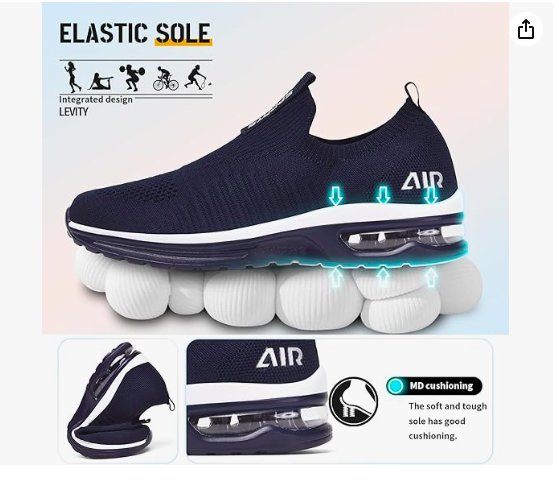 ELASTIC SOLE
Integrated design
LEVITY
AIR
AIR
MD cushioning
The soft and tough
sole has good
cushioning.